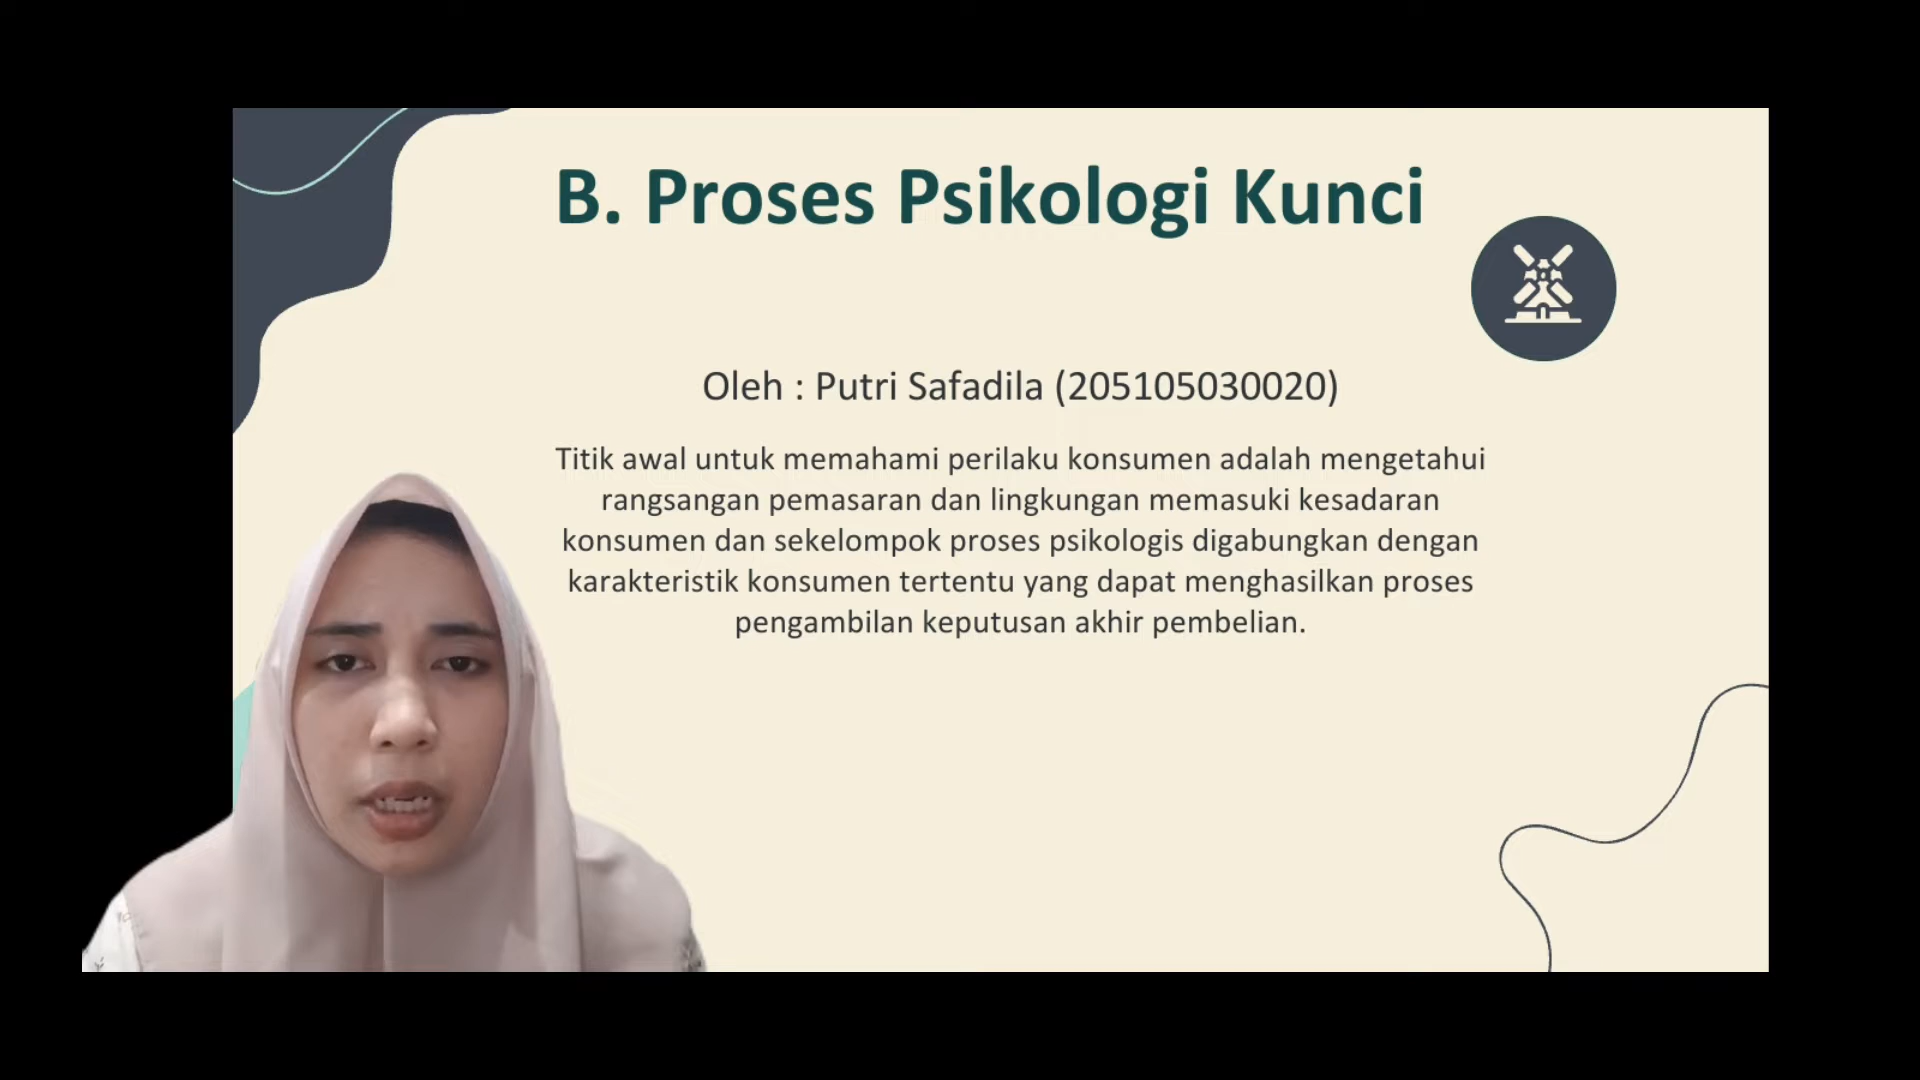 B. Proses Psikologi Kunci
Oleh : Putri Safadila (205105030020)
Titik awal untuk memahami perilaku konsumen adalah mengetahui
rangsangan pemasaran dan lingkungan memasuki kesadaran
konsumen dan sekelompok proses psikologis digabungkan dengan
karakteristik konsumen tertentu yang dapat menghasilkan proses
pengambilan keputusan akhir pembelian.